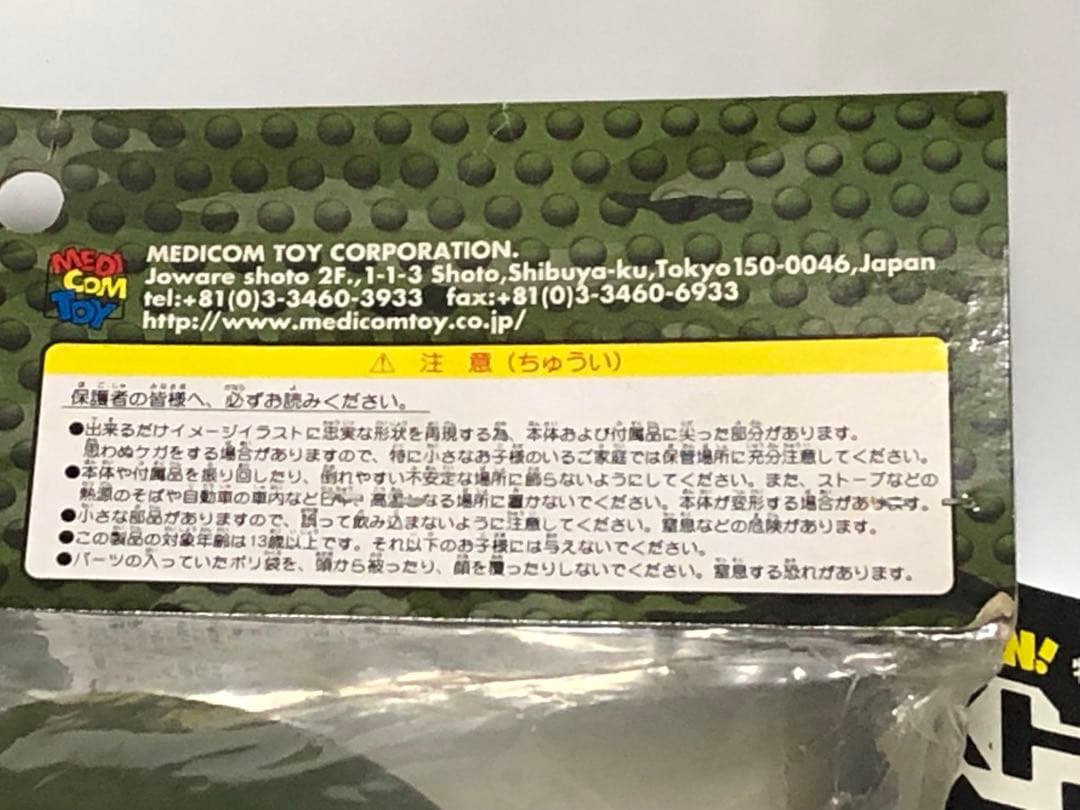 MEDI
COM
TOY
MEDICOM TOY CORPORATION.
Joware shoto 2F.,1-1-3 Shoto,Shibuya-ku,Tokyo 150-0046,Japan
tel:+81(0)3-3460-3933 fax:+81(0)3-3460-6933
http://www.medicomtoy.co.jp/
⚠ 注 意 (ちゅうい)
保護者の皆様へ、必ずお読みください。
●出来るだけイメージイラストに忠実な形状を再現する為、本体および付属品に尖った部分があります。
思わぬケガをする場合がありますので、特に小さなお子様のいるご家庭では保管場所に充分注意してください。
●本体や付属品を振り回したり、倒れやすい不安定な場所に飾らないようにしてください。また、ストーブなどの
熱源のそばや自動車の車内など日中、高温になる場所に置かないでください。本体が変形する場合があります。
●小さな部品がありますので、誤って飲み込まないように注意してください。窒息などの危険があります。
●この製品の対象年齢は13歳以上です。それ以下のお子様には与えないでください。
●パーツの入っていたポリ袋を、頭から被ったり、顔を覆ったりしないでください。窒息する恐れがあります。
N!